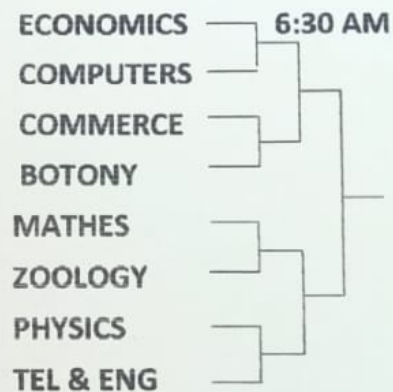 ECONOMICS 6:30 AM
COMPUTERS
COMMERCE
BOTONY
MATHES
ZOOLOGY
PHYSICS
TEL & ENG